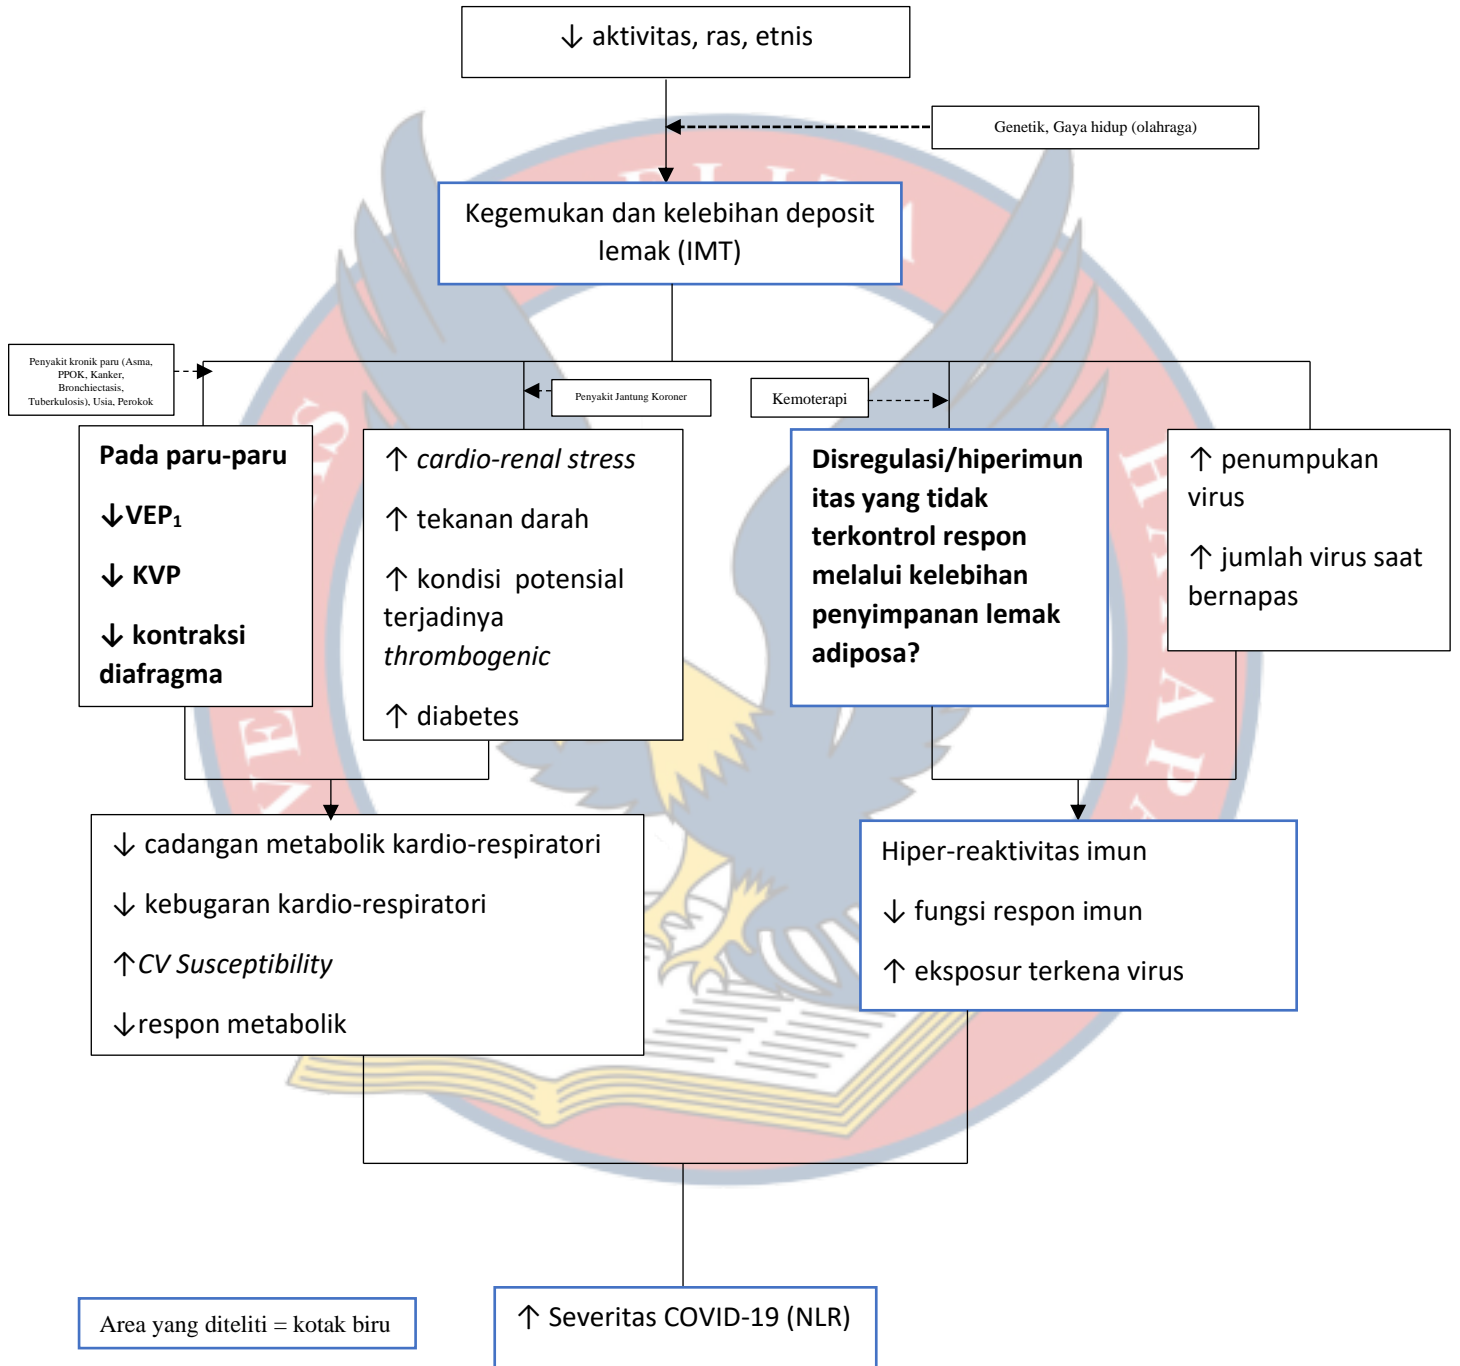 ↓ aktivitas, ras, etnis
Genetik, Gaya hidup (olahraga)
Kegemukan dan kelebihan deposit
lemak (IMT)
Penyakit kronik paru (Asma,
PPOK, Kanker,
Bronchiectasis,
Tuberkulosis), Usia, Perokok
Penyakit Jantung Koroner
Kemoterapi
Pada paru-paru
↓VEP₁
↓ KVP
↓ kontraksi
diafragma
↑ cardio-renal stress
↑ tekanan darah
↑ kondisi potensial
terjadinya
thrombogenic
↑ diabetes
Disregulasi/hiperimun
itas yang tidak
terkontrol respon
melalui kelebihan
penyimpanan lemak
adiposa?
↑ penumpukan
virus
↑ jumlah virus saat
bernapas
↓ cadangan metabolik kardio-respiratori
↓ kebugaran kardio-respiratori
↑CV Susceptibility
↓respon metabolik
Hiper-reaktivitas imun
↓ fungsi respon imun
↑ eksposur terkena virus
Area yang diteliti = kotak biru
↑ Severitas COVID-19 (NLR)